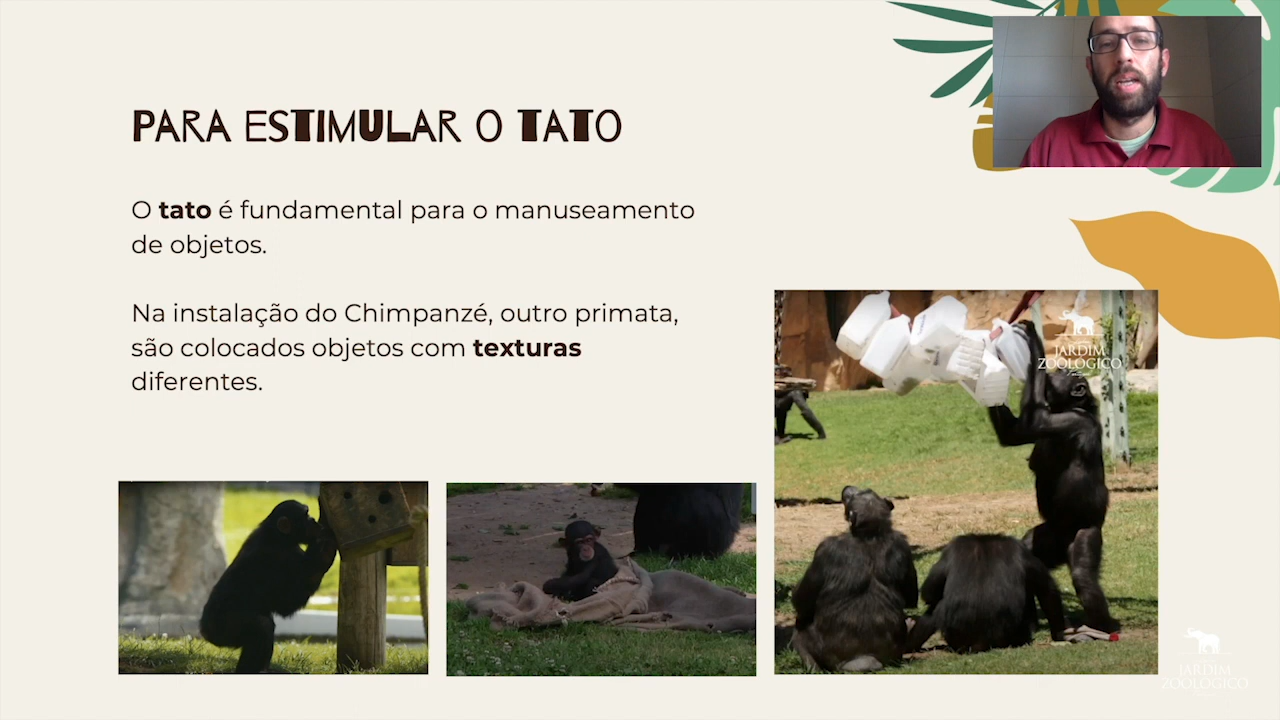 PARA ESTIMULAR O TATO
O tato é fundamental para o manuseamento
de objetos.
Na instalação do Chimpanzé, outro primata,
são colocados objetos com texturas
diferentes.
JARDIM
ZOOLÓGICO
JARDIM
ZOOLÓGICO